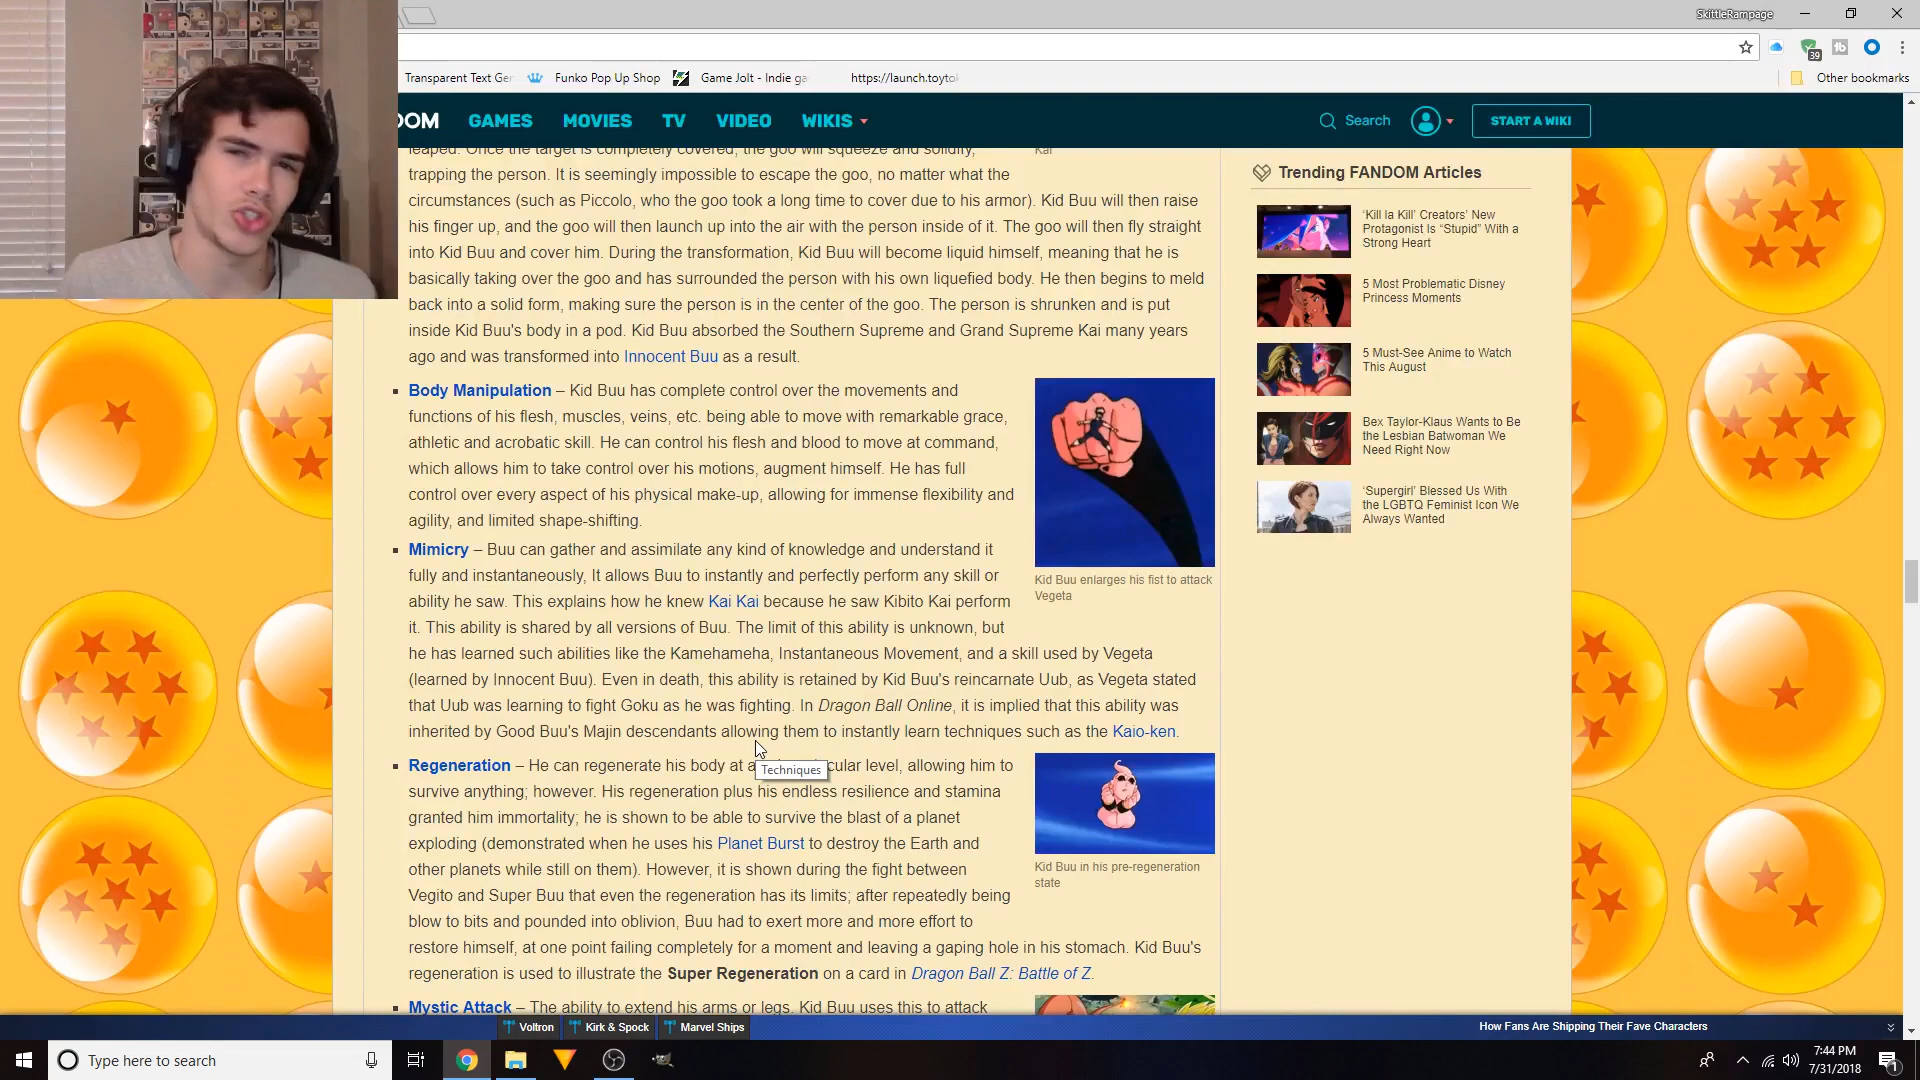 SkittleRampage
Transparent Text Ger
Funko Pop Up Shop
Game Jolt - Indie ga
https://launch.toytok
Other bookmarks
39
DOM
GAMES
MOVIES
TV
VIDEO
WIKIS
Search
START A WIKI
leaped. Once the target is completely covered, the goo will squeeze and solidify,
trapping the person. It is seemingly impossible to escape the goo, no matter what the
circumstances (such as Piccolo, who the goo took a long time to cover due to his armor). Kid Buu will then raise
his finger up, and the goo will then launch up into the air with the person inside of it. The goo will then fly straight
into Kid Buu and cover him. During the transformation, Kid Buu will become liquid himself, meaning that he is
basically taking over the goo and has surrounded the person with his own liquefied body. He then begins to meld
back into a solid form, making sure the person is in the center of the goo. The person is shrunken and is put
inside Kid Buu's body in a pod. Kid Buu absorbed the Southern Supreme and Grand Supreme Kai many years
ago and was transformed into Innocent Buu as a result.
Kai
Body Manipulation – Kid Buu has complete control over the movements and
functions of his flesh, muscles, veins, etc. being able to move with remarkable grace,
athletic and acrobatic skill. He can control his flesh and blood to move at command,
which allows him to take control over his motions, augment himself. He has full
control over every aspect of his physical make-up, allowing for immense flexibility and
agility, and limited shape-shifting.
Kid Buu enlarges his fist to attack
Vegeta
Mimicry – Buu can gather and assimilate any kind of knowledge and understand it
fully and instantaneously, It allows Buu to instantly and perfectly perform any skill or
ability he saw. This explains how he knew Kai Kai because he saw Kibito Kai perform
it. This ability is shared by all versions of Buu. The limit of this ability is unknown, but
he has learned such abilities like the Kamehameha, Instantaneous Movement, and a skill used by Vegeta
(learned by Innocent Buu). Even in death, this ability is retained by Kid Buu's reincarnate Uub, as Vegeta stated
that Uub was learning to fight Goku as he was fighting. In Dragon Ball Online, it is implied that this ability was
inherited by Good Buu's Majin descendants allowing them to instantly learn techniques such as the Kaio-ken.
Techniques
Regeneration – He can regenerate his body at a cular level, allowing him to
survive anything; however. His regeneration plus his endless resilience and stamina
granted him immortality; he is shown to be able to survive the blast of a planet
exploding (demonstrated when he uses his Planet Burst to destroy the Earth and
other planets while still on them). However, it is shown during the fight between
Vegito and Super Buu that even the regeneration has its limits; after repeatedly being
blow to bits and pounded into oblivion, Buu had to exert more and more effort to
restore himself, at one point failing completely for a moment and leaving a gaping hole in his stomach. Kid Buu's
regeneration is used to illustrate the Super Regeneration on a card in Dragon Ball Z: Battle of Z.
Kid Buu in his pre-regeneration
state
Mystic Attack – The ability to extend his arms or legs. Kid Buu uses this to attack
Trending FANDOM Articles
'Kill la Kill' Creators' New
Protagonist Is "Stupid" With a
Strong Heart
5 Most Problematic Disney
Princess Moments
5 Must-See Anime to Watch
This August
Bex Taylor-Klaus Wants to Be
the Lesbian Batwoman We
Need Right Now
'Supergirl' Blessed Us With
the LGBTQ Feminist Icon We
Always Wanted
Voltron
Kirk & Spock
Marvel Ships
How Fans Are Shipping Their Fave Characters
Type here to search
7:44 PM
7/31/2018
1